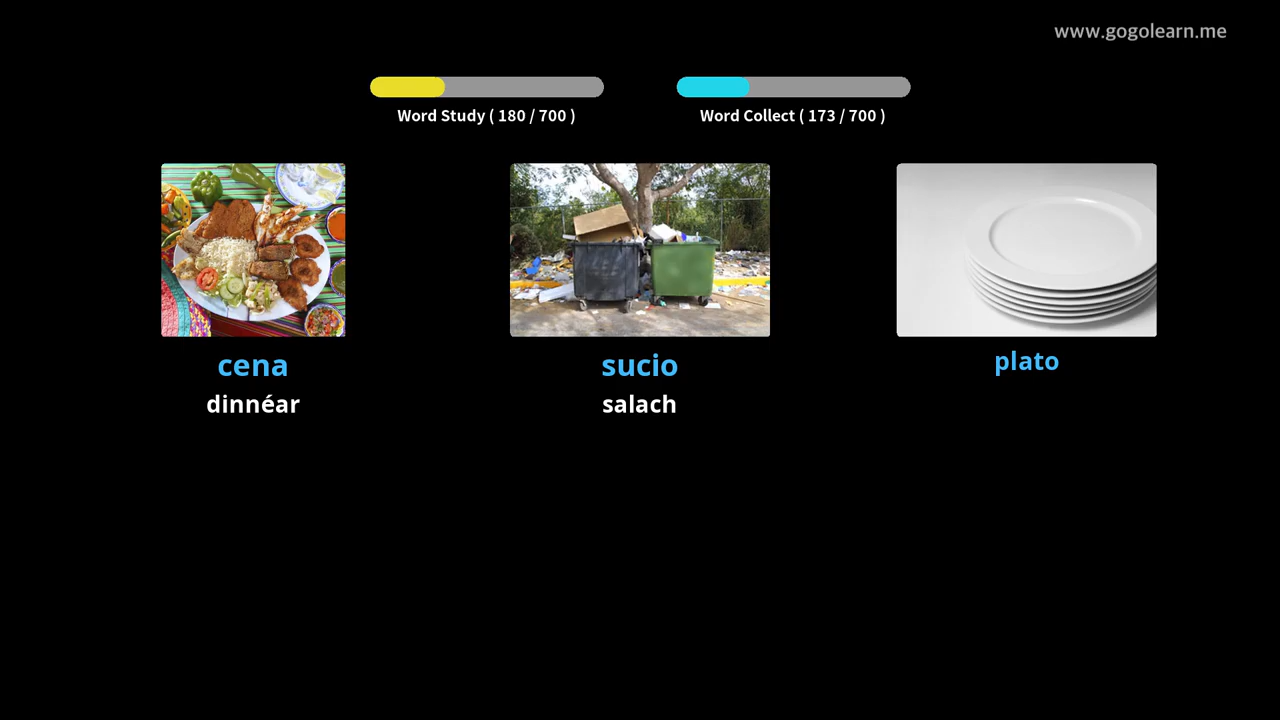 www.gogolearn.me
Word Study ( 180 / 700 )
Word Collect ( 173 / 700 )
cena
sucio
plato
dinnéar
salach